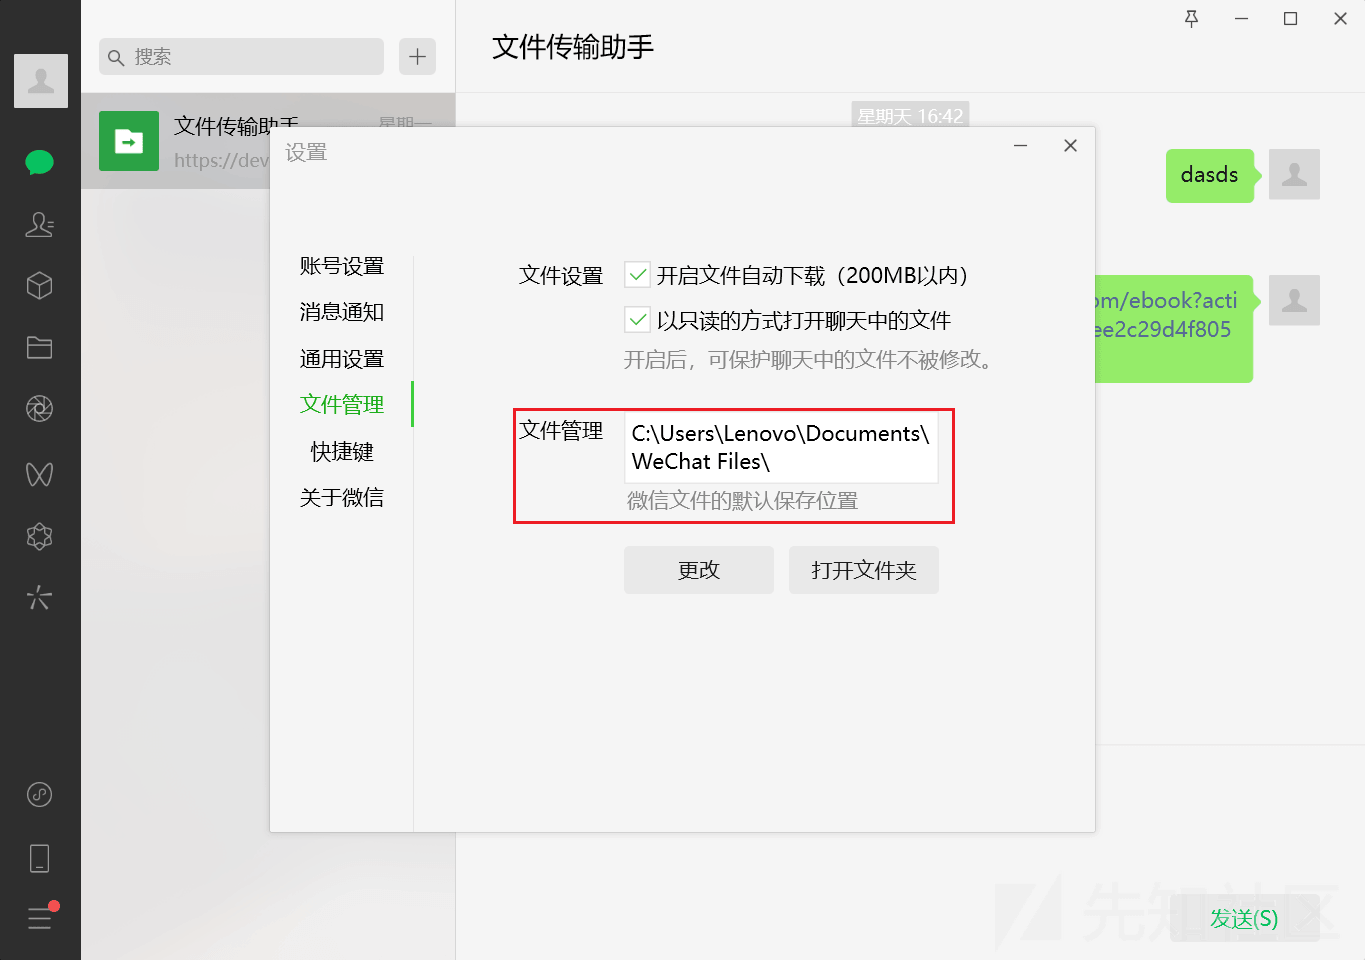 搜索
文件传输助手
文件传输助手
星期一
https://dev
星期天 16:42
dasds
om/ebook?acti
ee2c29d4f805
设置
账号设置
消息通知
通用设置
文件管理
快捷键
关于微信
文件设置
开启文件自动下载（200MB以内）
以只读的方式打开聊天中的文件
开启后，可保护聊天中的文件不被修改。
文件管理
C:\Users\Lenovo\Documents\
WeChat Files\
微信文件的默认保存位置
更改
打开文件夹
发送(S)
先知社区